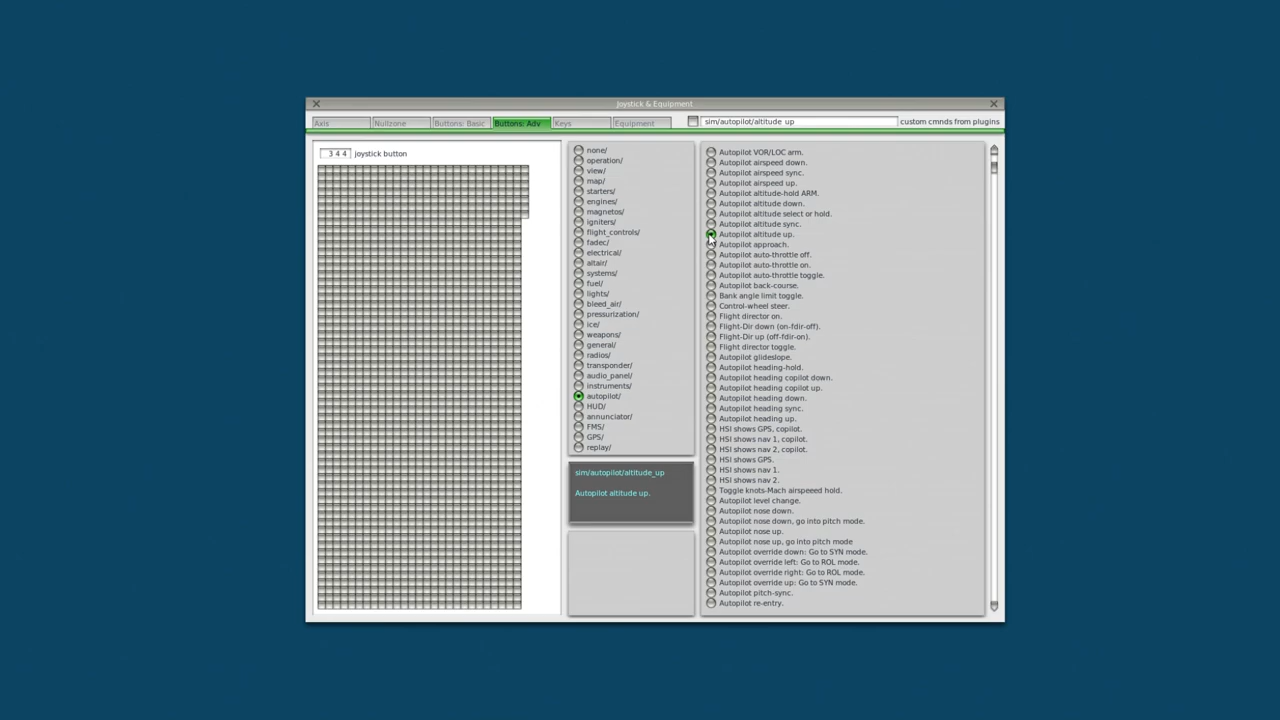 Joystick & Equipment
Axis
Nullzone
Buttons: Basic
Buttons: Adv
Keys
Equipment
sim/autopilot/altitude_up
custom cmnds from plugins
344 joystick button
none/
operation/
view/
map/
starters/
engines/
magnetos/
igniters/
flight_controls/
fadec/
electrical/
altair/
systems/
fuel/
lights/
bleed_air/
pressurization/
ice/
weapons/
general/
radios/
transponder/
audio_panel/
instruments/
autopilot/
HUD/
annunciator/
FMS/
GPS/
replay/
sim/autopilot/altitude_up
Autopilot altitude up.
Autopilot VOR/LOC arm.
Autopilot airspeed down.
Autopilot airspeed sync.
Autopilot airspeed up.
Autopilot altitude-hold ARM.
Autopilot altitude down.
Autopilot altitude select or hold.
Autopilot altitude sync.
Autopilot altitude up.
Autopilot approach.
Autopilot auto-throttle off.
Autopilot auto-throttle on.
Autopilot auto-throttle toggle.
Autopilot back-course.
Bank angle limit toggle.
Control-wheel steer.
Flight director on.
Flight-Dir down (on-fdir-off).
Flight-Dir up (off-fdir-on).
Flight director toggle.
Autopilot glideslope.
Autopilot heading-hold.
Autopilot heading copilot down.
Autopilot heading copilot up.
Autopilot heading down.
Autopilot heading sync.
Autopilot heading up.
HSI shows GPS, copilot.
HSI shows nav 1, copilot.
HSI shows nav 2, copilot.
HSI shows GPS.
HSI shows nav 1.
HSI shows nav 2.
Toggle knots-Mach airspeeed hold.
Autopilot level change.
Autopilot nose down.
Autopilot nose down, go into pitch mode.
Autopilot nose up.
Autopilot nose up, go into pitch mode
Autopilot override down: Go to SYN mode.
Autopilot override left: Go to ROL mode.
Autopilot override right: Go to ROL mode.
Autopilot override up: Go to SYN mode.
Autopilot pitch-sync.
Autopilot re-entry.